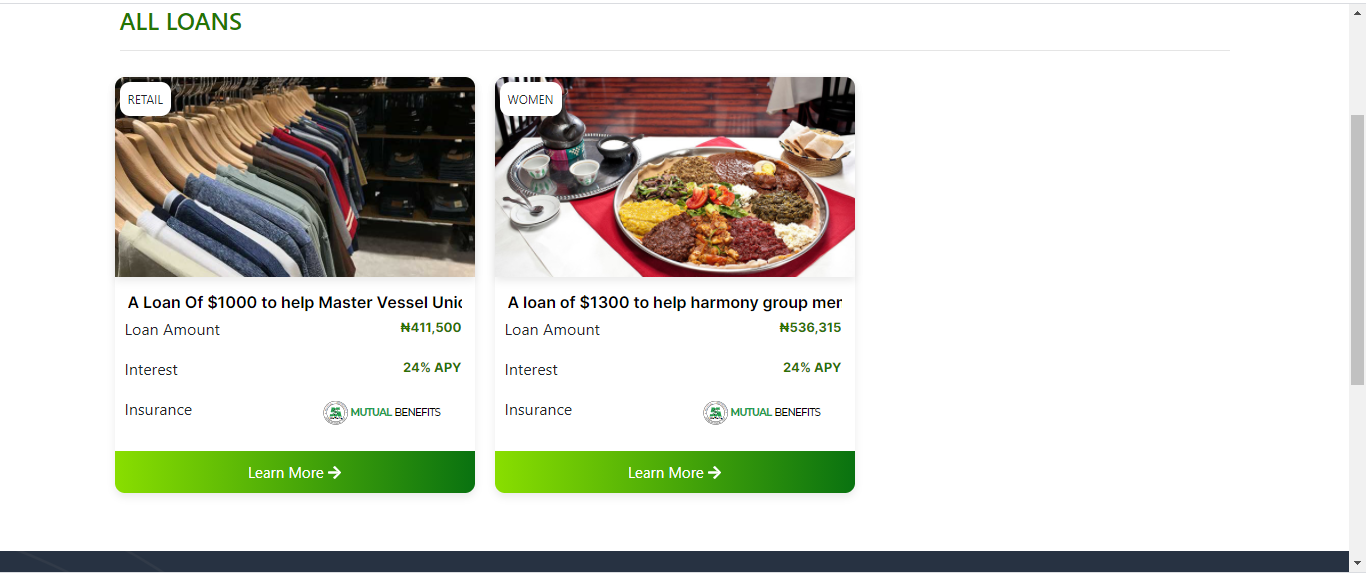 ALL LOANS
RETAIL
A Loan Of $1000 to help Master Vessel
Loan Amount ₦411,500
Interest 24% APY
Insurance MUTUAL BENEFITS
Learn More
WOMEN
A loan of $1300 to help harmony group
Loan Amount ₦536,315
Interest 24% APY
Insurance MUTUAL BENEFITS
Learn More